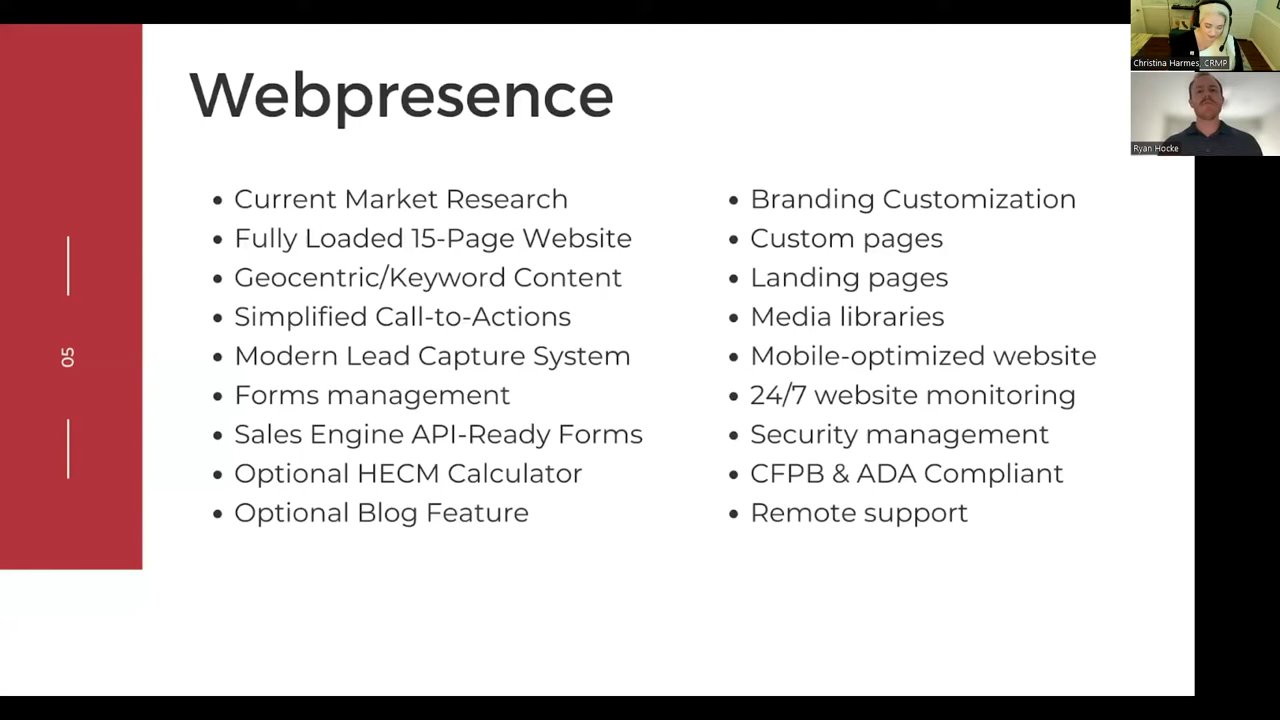 Webpresence
Current Market Research
Fully Loaded 15-Page Website
Geocentric/Keyword Content
Simplified Call-to-Actions
Modern Lead Capture System
Forms management
Sales Engine API-Ready Forms
Optional HECM Calculator
Optional Blog Feature
Branding Customization
Custom pages
Landing pages
Media libraries
Mobile-optimized website
24/7 website monitoring
Security management
CFPB & ADA Compliant
Remote support
05
Christina Harmes, CRMP
Ryan Hocke